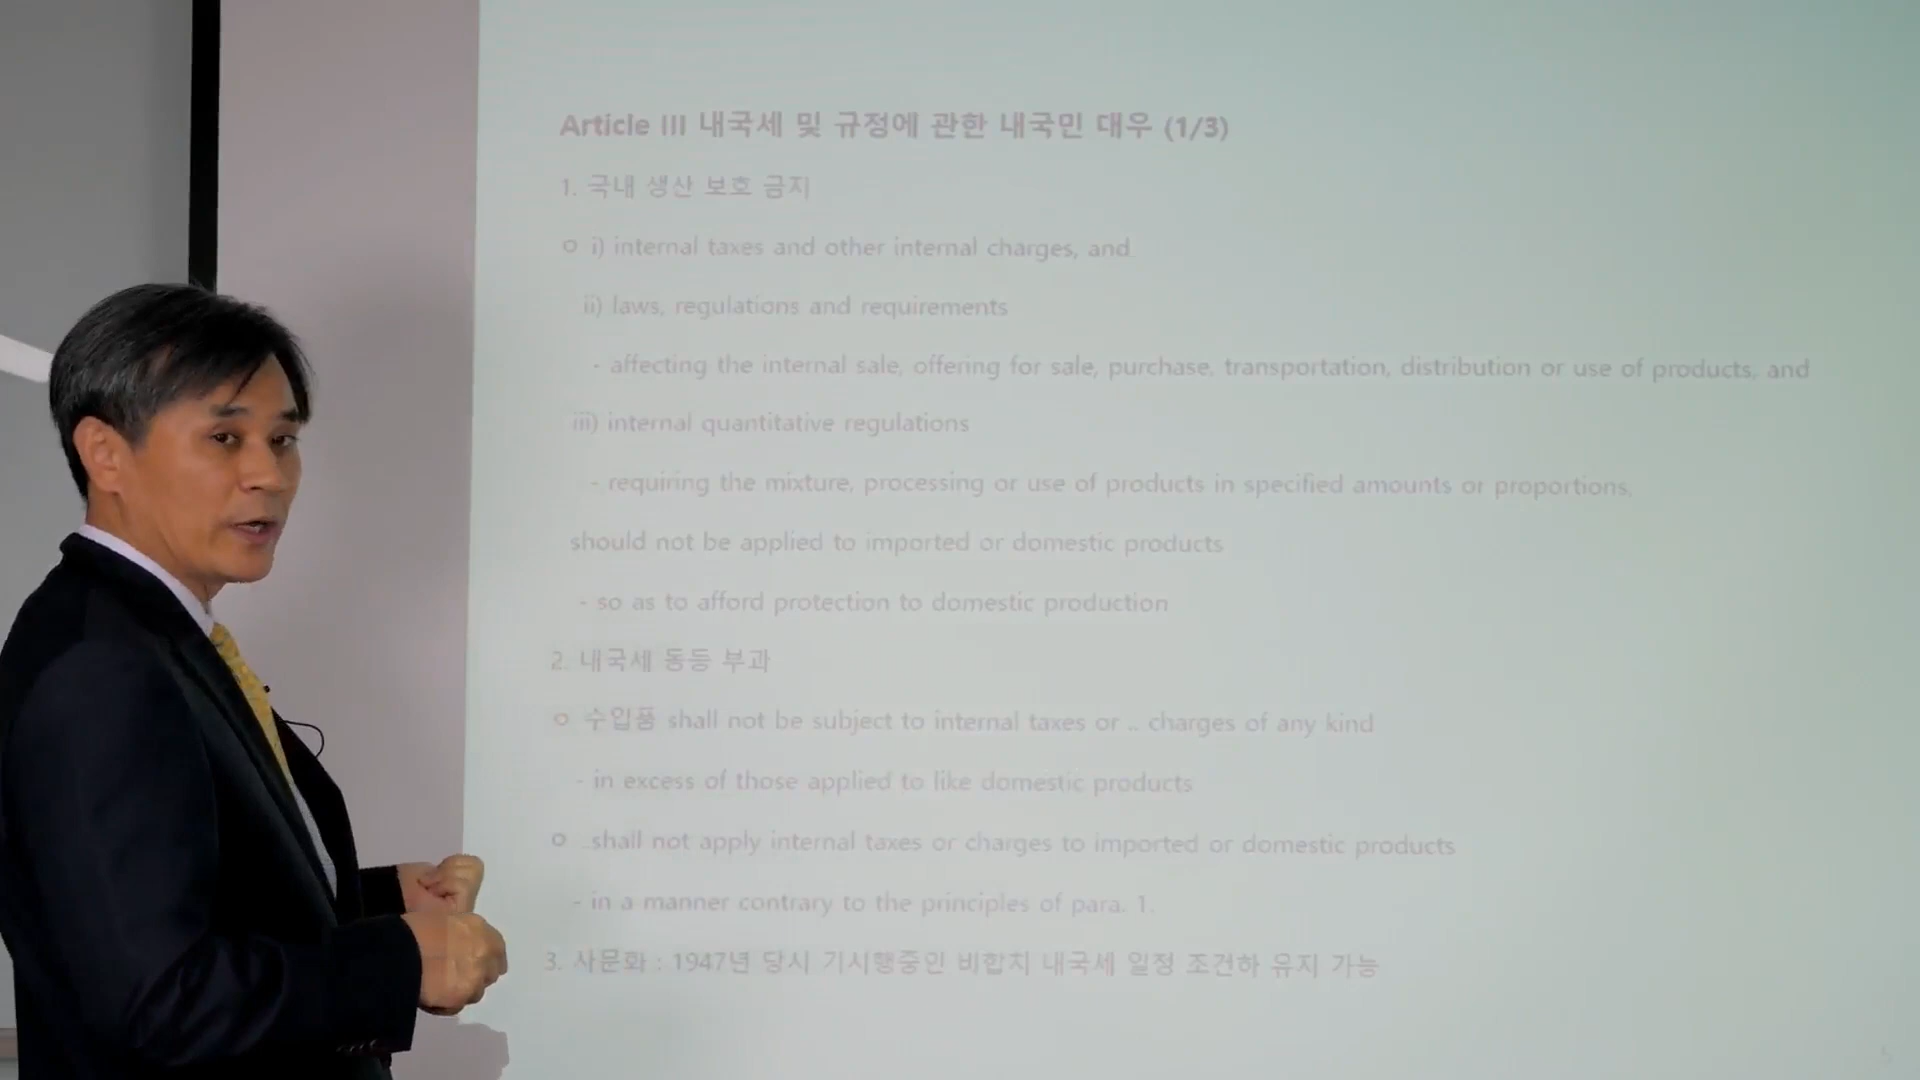 Article III 내국세 및 규정에 관한 내국민 대우 (1/3)
1. 국내 생산 보호 금지
o i) internal taxes and other internal charges, and
ii) laws, regulations and requirements
- affecting the internal sale, offering for sale, purchase, transportation, distribution or use of products, and
iii) internal quantitative regulations
- requiring the mixture, processing or use of products in specified amounts or proportions,
should not be applied to imported or domestic products
- so as to afford protection to domestic production
2. 내국세 동등 부과
o 수입품 shall not be subject to internal taxes or .. charges of any kind
- in excess of those applied to like domestic products
o ..shall not apply internal taxes or charges to imported or domestic products
- in a manner contrary to the principles of para. 1.
3. 사문화 : 1947년 당시 기시행중인 비합치 내국세 일정 조건하 유지 가능
5